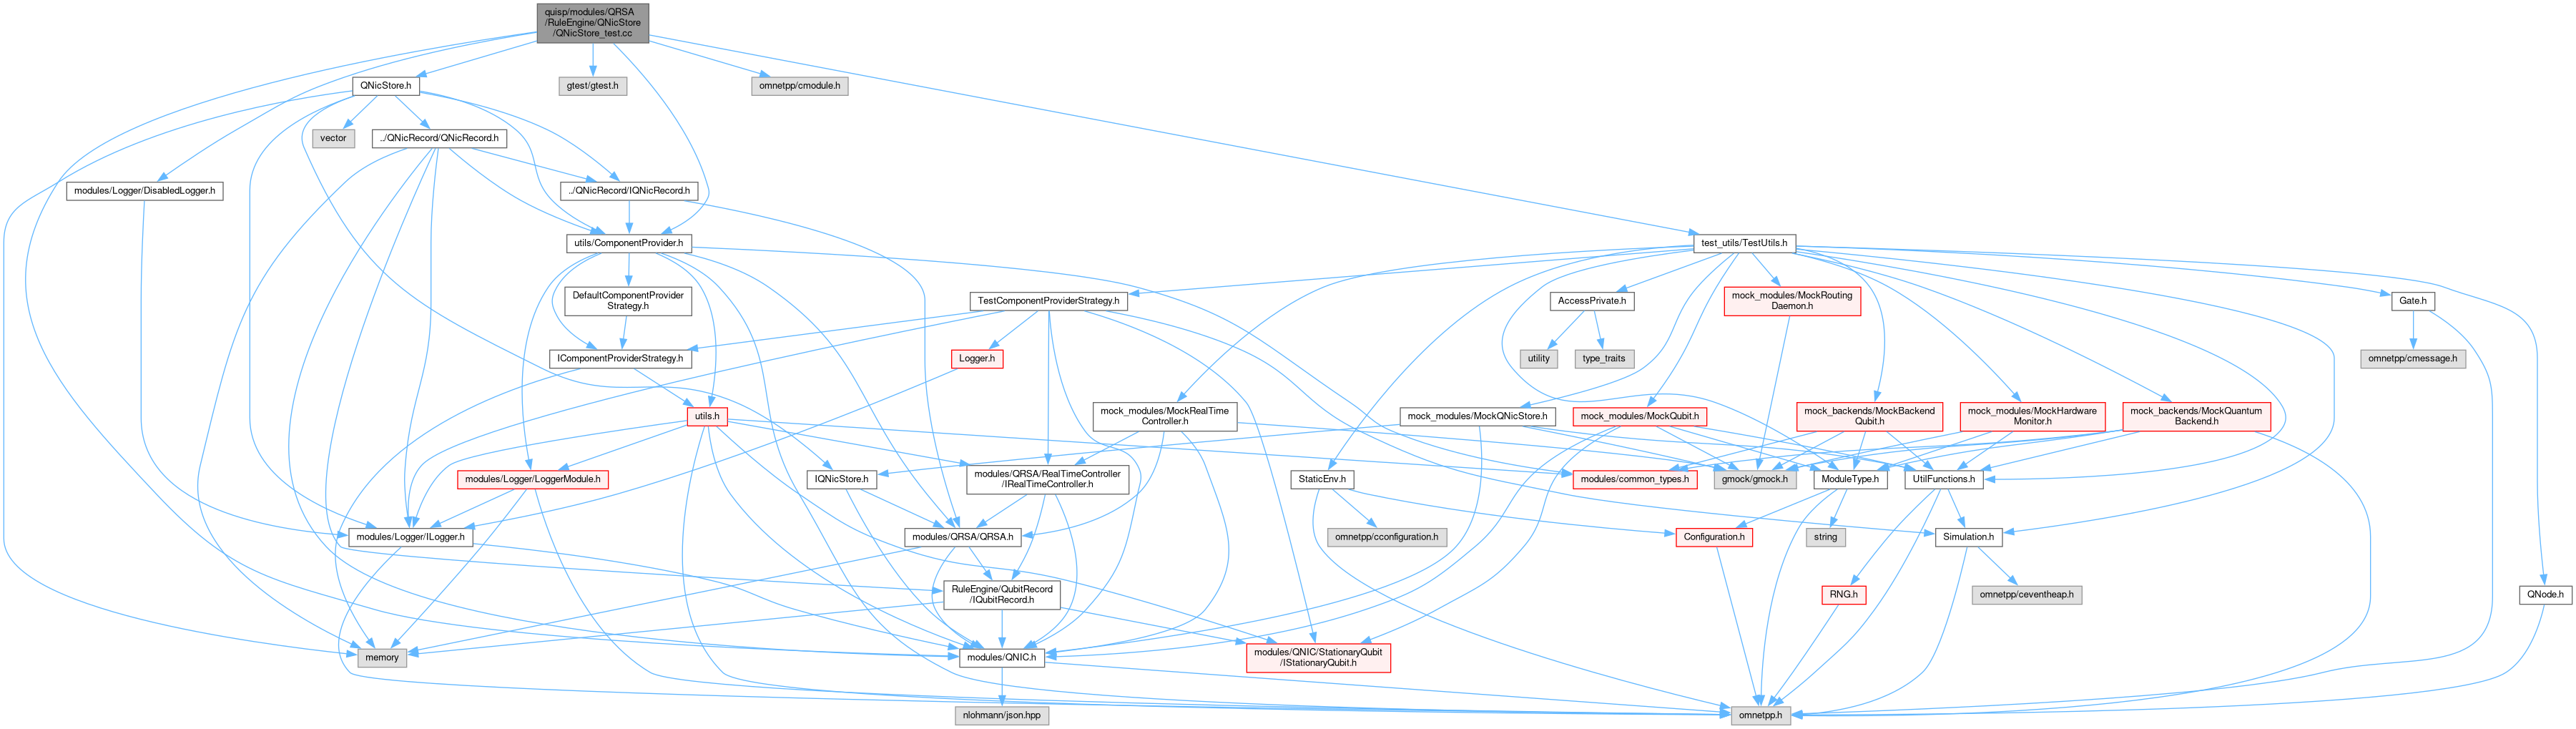 quisp/modules/QRSA
/RuleEngine/QNicStore
/QNicStore_test.cc
QNicStore.h
gtest/gtest.h
omnetpp/cmodule.h
vector
../QNicRecord/QNicRecord.h
modules/Logger/DisabledLogger.h
../QNicRecord/IQNicRecord.h
utils/ComponentProvider.h
test_utils/TestUtils.h
DefaultComponentProvider
Strategy.h
TestComponentProviderStrategy.h
AccessPrivate.h
mock_modules/MockRouting
Daemon.h
Gate.h
IComponentProviderStrategy.h
Logger.h
utility
type_traits
omnetpp/cmessage.h
utils.h
mock_modules/MockRealTime
Controller.h
mock_modules/MockQNicStore.h
mock_modules/MockQubit.h
mock_backends/MockBackend
Qubit.h
mock_modules/MockHardware
Monitor.h
mock_backends/MockQuantum
Backend.h
modules/Logger/LoggerModule.h
IQNicStore.h
modules/QRSA/RealTimeController
/IRealTimeController.h
StaticEnv.h
modules/common_types.h
gmock/gmock.h
ModuleType.h
UtilFunctions.h
modules/Logger/ILogger.h
modules/QRSA/QRSA.h
omnetpp/cconfiguration.h
Configuration.h
string
Simulation.h
RuleEngine/QubitRecord
/IQubitRecord.h
RNG.h
omnetpp/ceventheap.h
QNode.h
memory
modules/QNIC.h
modules/QNIC/StationaryQubit
/IStationaryQubit.h
nlohmann/json.hpp
omnetpp.h